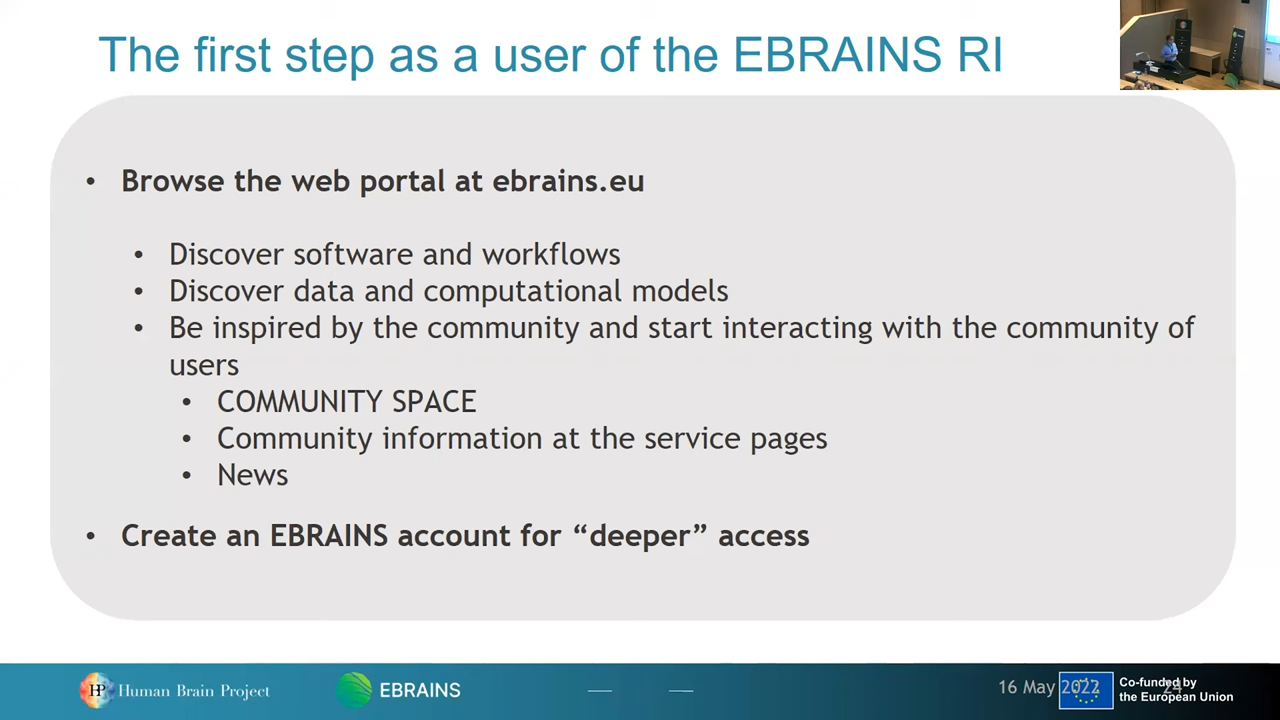 The first step as a user of the EBRAINS RI
• Browse the web portal at ebrains.eu
• Discover software and workflows
• Discover data and computational models
• Be inspired by the community and start interacting with the community of
users
• COMMUNITY SPACE
• Community information at the service pages
• News
• Create an EBRAINS account for “deeper” access
HP Human Brain Project
EBRAINS
16 May 2022
24
Co-funded by
the European Union